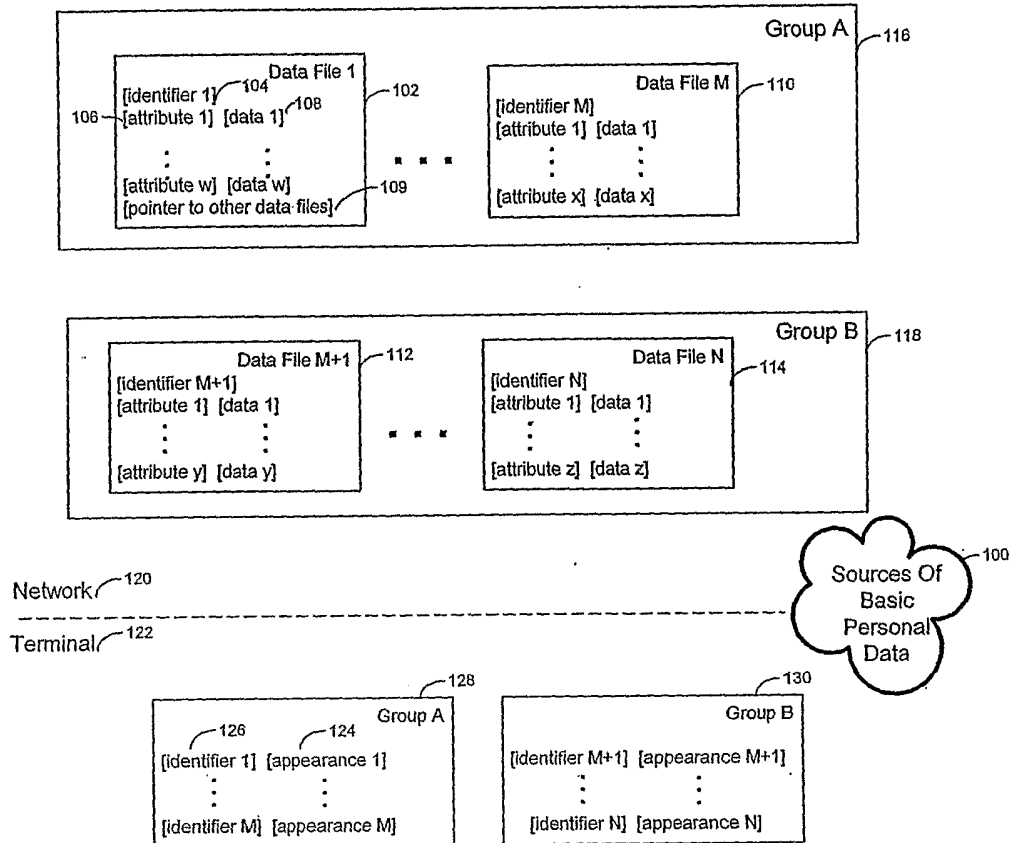 Group A
116
Data File 1
[identifier 1]
104
102
106
[attribute 1] [data 1]
108
[attribute w] [data w]
109
[pointer to other data files]
Data File M
110
[identifier M]
[attribute 1] [data 1]
[attribute x] [data x]
Group B
118
Data File M+1
112
[identifier M+1]
[attribute 1] [data 1]
[attribute y] [data y]
Data File N
114
[identifier N]
[attribute 1] [data 1]
[attribute z] [data z]
100
Sources Of
Basic
Personal
Data
Network
120
Terminal
122
128
Group A
126
124
[identifier 1] [appearance 1]
[identifier M] [appearance M]
130
Group B
[identifier M+1] [appearance M+1]
[identifier N] [appearance N]